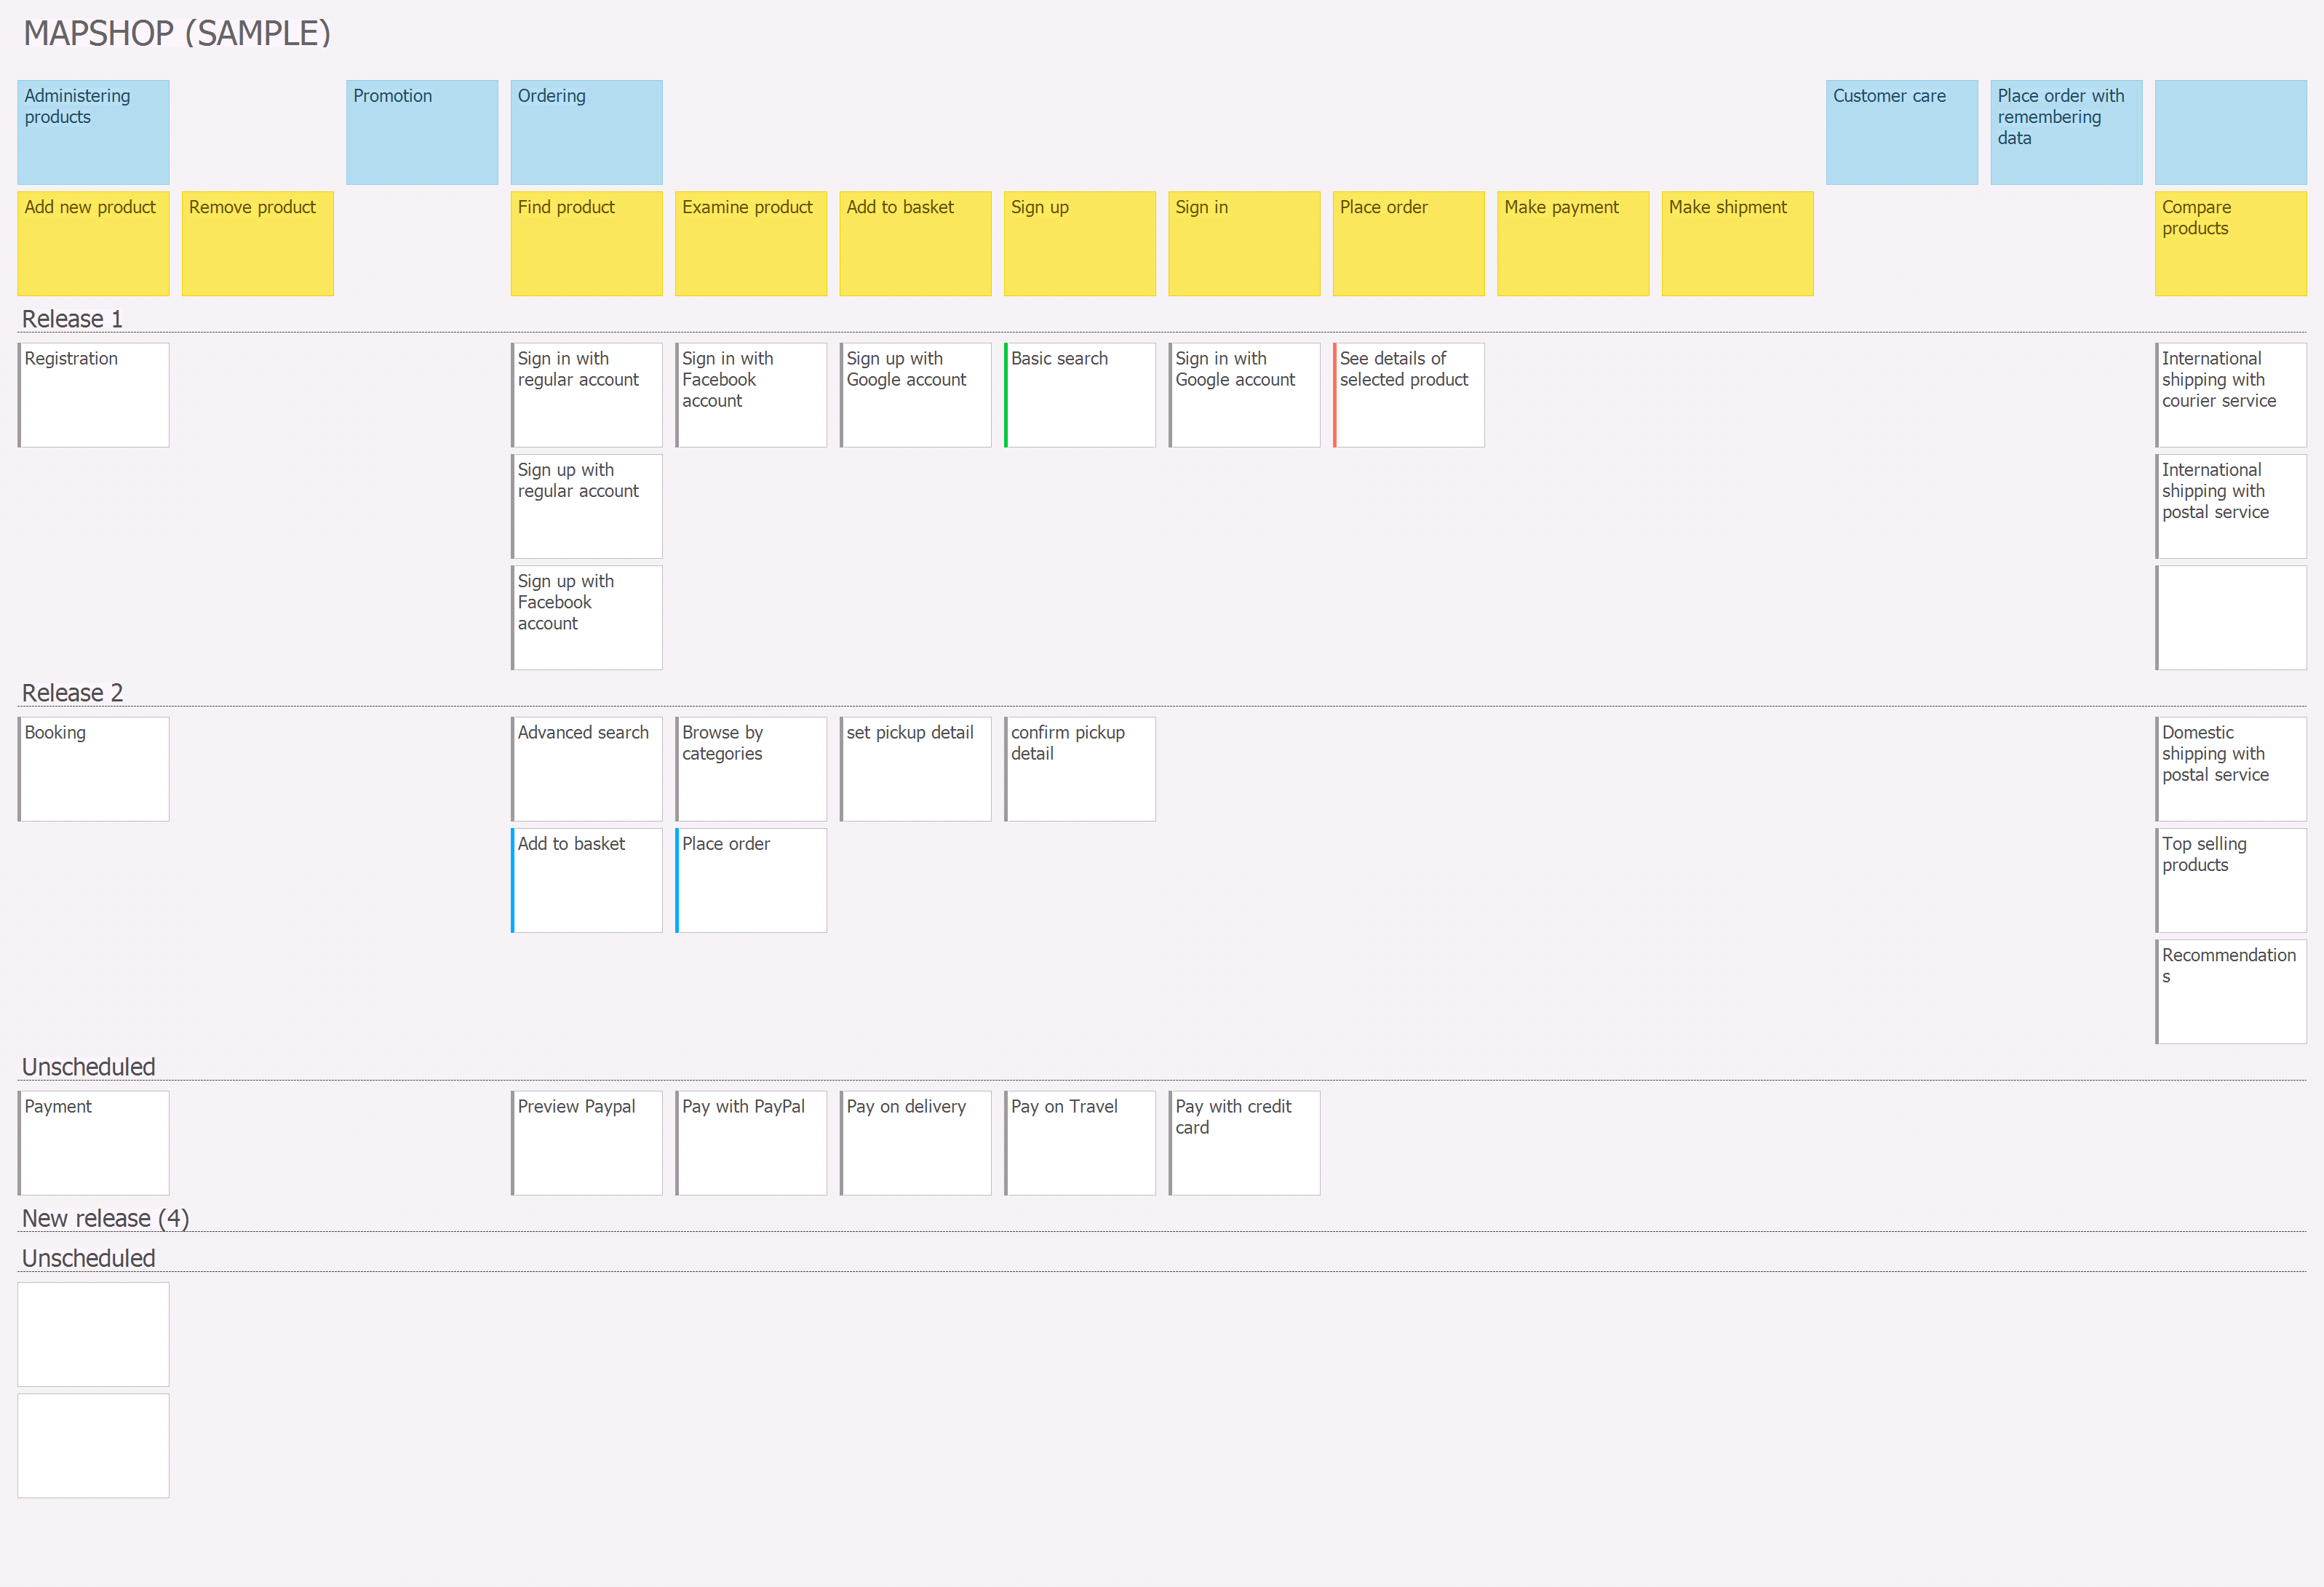 MAPSHOP (SAMPLE)
Administering
products
Promotion
Ordering
Customer care
Place order with
remembering
data
Add new product
Remove product
Find product
Examine product
Add to basket
Sign up
Sign in
Place order
Make payment
Make shipment
Compare
products
Release 1
Registration
Sign in with
regular account
Sign in with
Facebook
account
Sign up with
Google account
Basic search
Sign in with
Google account
See details of
selected product
International
shipping with
courier service
Sign up with
regular account
International
shipping with
postal service
Sign up with
Facebook
account
Release 2
Booking
Advanced search
Browse by
categories
set pickup detail
confirm pickup
detail
Domestic
shipping with
postal service
Add to basket
Place order
Top selling
products
Recommendation
s
Unscheduled
Payment
Preview Paypal
Pay with PayPal
Pay on delivery
Pay on Travel
Pay with credit
card
New release (4)
Unscheduled